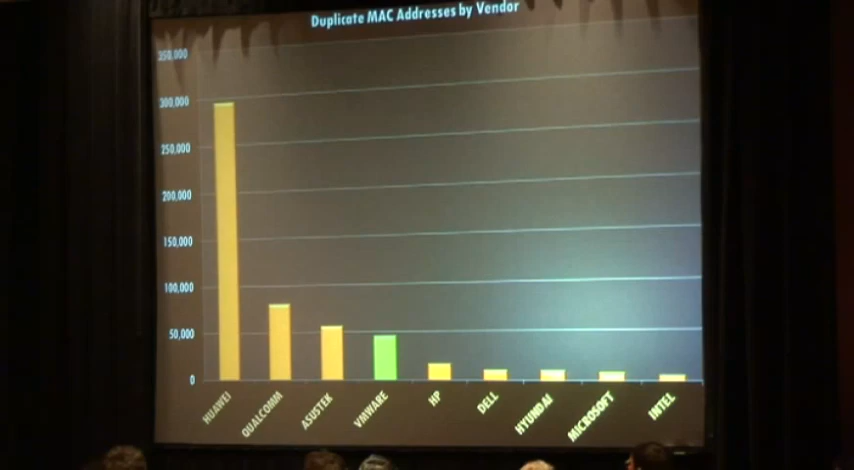 Duplicate MAC Addresses by Vendor
350,000
300,000
250,000
200,000
150,000
100,000
50,000
0
HUAWEI
QUALCOMM
ASUSTEK
VMWARE
HP
DELL
HYUNDAI
MICROSOFT
INTEL